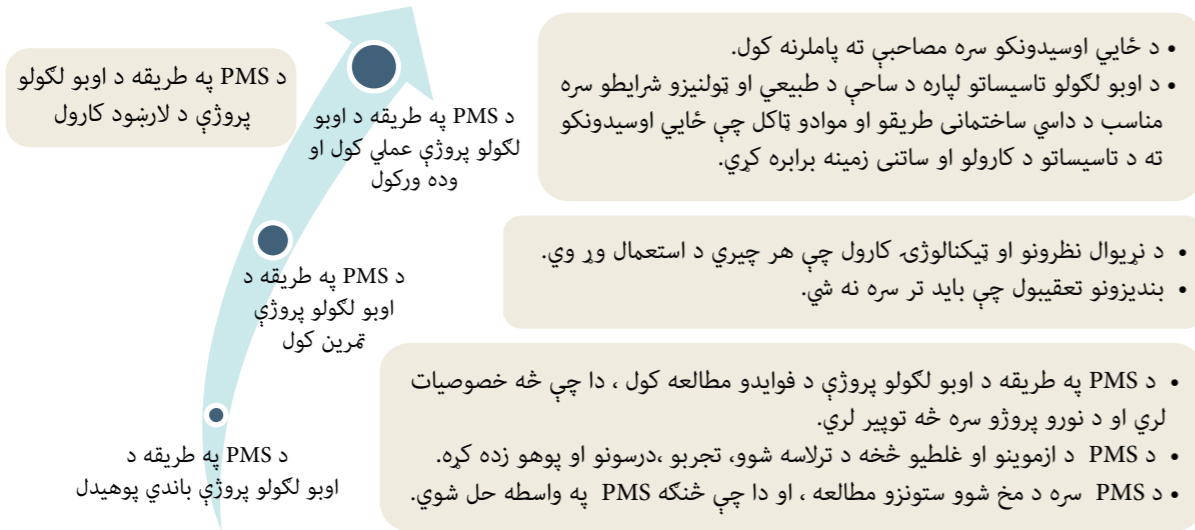 د PMS په طریقه د اوبو لګولو
پروژې د لارښود کارول
د PMS په طریقه د اوبو
لګولو پروژې عملي کول او
وده ورکول
• د ځایي اوسیدونکو سره مصاحبې ته پاملرنه کول.
• د اوبو لګولو تاسیساتو لپاره د ساحې د طبیعي او ټولنیزو شرایطو سره
مناسب د داسې ساختمانی طریقو او موادو ټاکل چې ځایي اوسیدونکو
ته د تاسیساتو د کارولو او ساتنی زمینه برابره کړي.
د PMS په طریقه د
اوبو لګولو پروژې
تمرین کول
• د نړیوال نظرونو او ټیکنالوژۍ کارول چې هر چیرې د استعمال وړ وي.
• بندیزونو تعقیبول چې باید تر سره نه شي.
د PMS په طریقه د
اوبو لګولو پروژې باندې پوهیدل
• د PMS په طریقه د اوبو لګولو پروژې د فوایدو مطالعه کول ، دا چې څه خصوصیات
لري او د نورو پروژو سره څه توپیر لري.
• د PMS د ازموینو او غلطیو څخه د ترلاسه شوو، تجربو ،درسونو او پوهو زده کړه.
• د PMS سره د مخ شوو ستونزو مطالعه ، او دا چې څنګه PMS په واسطه حل شوي.